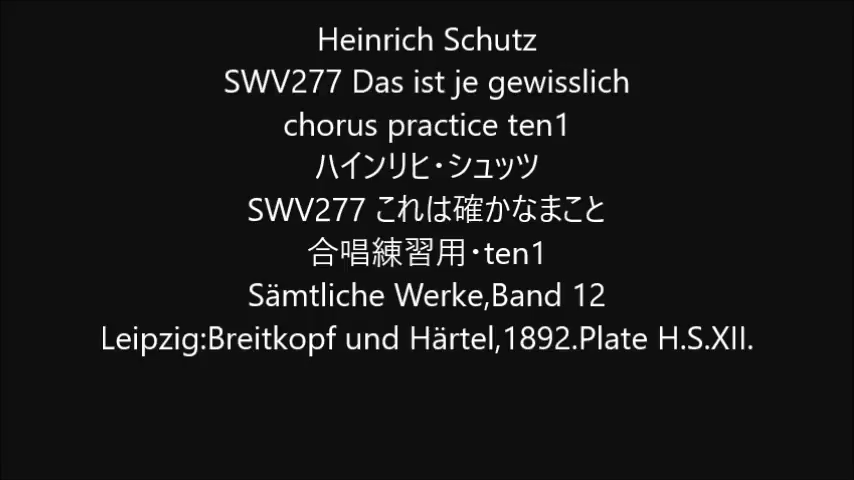 Heinrich Schutz
SWV277 Das ist je gewisslich
chorus practice ten1
ハインリヒ・シュッツ
SWV277 これは確かなまこと
合唱練習用・ten1
Sämtliche Werke,Band 12
Leipzig:Breitkopf und Härtel,1892.Plate H.S.XII.